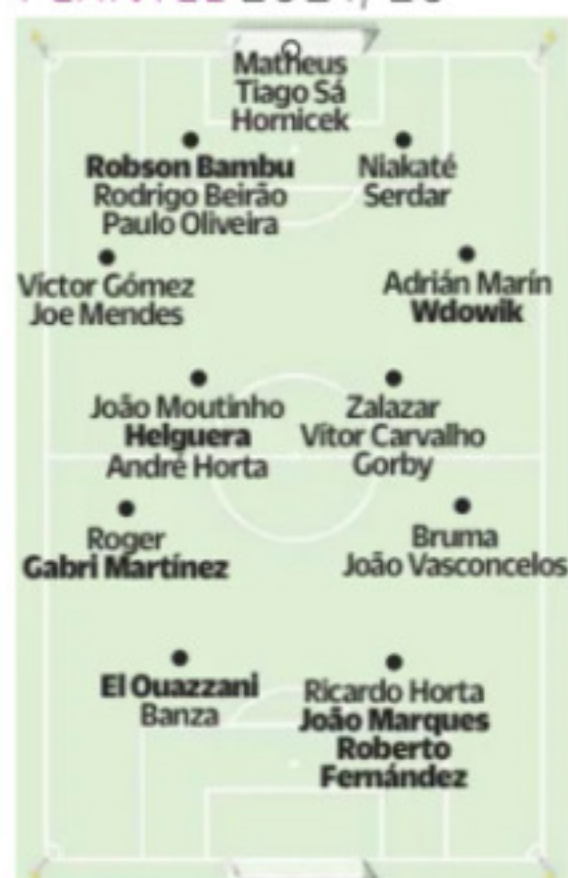 Matheus
Tiago Sá
Hornicek
Robson Bambu
Rodrigo Beirão
Paulo Oliveira
Niakaté
Serdar
Víctor Gómez
Joe Mendes
Adrián Marín
Wdowik
João Moutinho
Helguera
André Horta
Zalazar
Vítor Carvalho
Gorby
Roger
Gabri Martínez
Bruma
João Vasconcelos
El Ouazzani
Banza
Ricardo Horta
João Marques
Roberto
Fernández